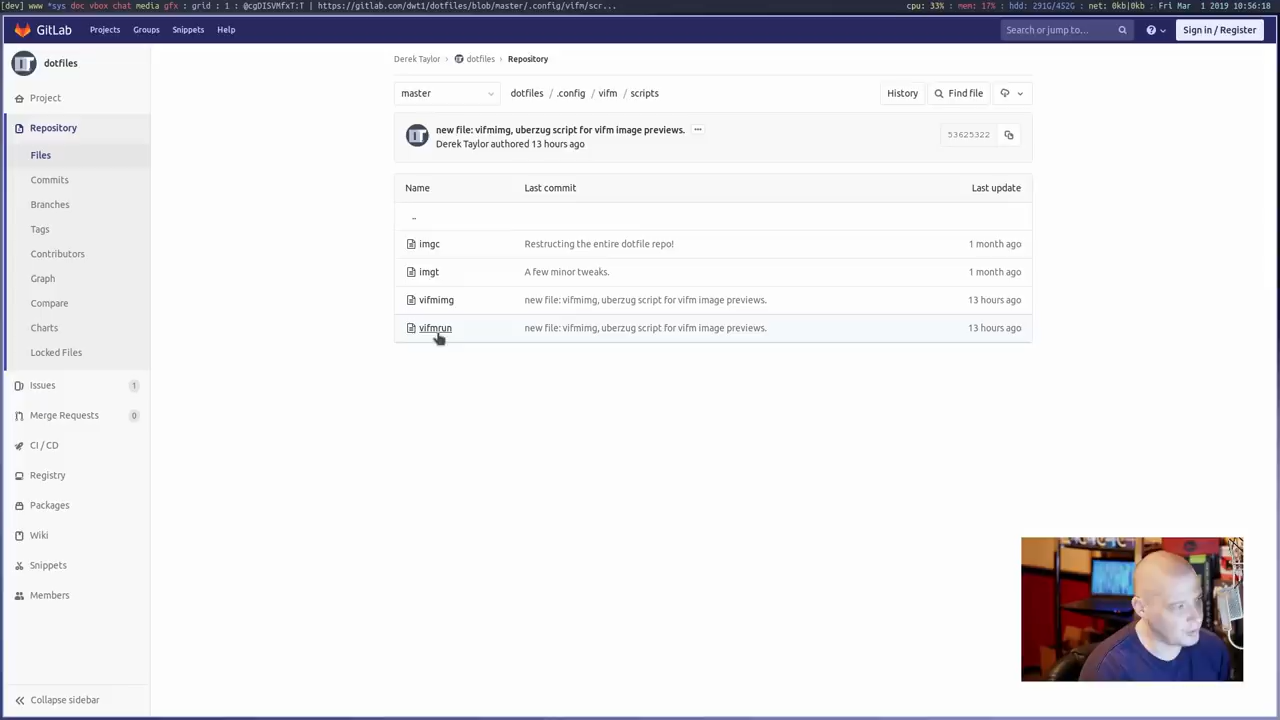 [dev] www *sys doc vbox chat media gfx : grid : 1 : @cgDISVMfxT:T | https://gitlab.com/dwt1/dotfiles/blob/master/.config/vifm/scr... cpu: 33% : mem: 17% : hdd: 291G/452G : net: 0kb|0kb : Fri Mar 1 2019 10:56:18
GitLab Projects Groups Snippets Help Search or jump to... Sign in / Register
dotfiles
Project
Repository
Files
Commits
Branches
Tags
Contributors
Graph
Compare
Charts
Locked Files
Issues 1
Merge Requests 0
CI / CD
Registry
Packages
Wiki
Snippets
Members
Collapse sidebar
Derek Taylor › dotfiles › Repository
master dotfiles / .config / vifm / scripts History Find file
new file: vifmimg, uberzug script for vifm image previews. ...
Derek Taylor authored 13 hours ago
53625322
Name Last commit Last update
..
imgc Restructing the entire dotfile repo! 1 month ago
imgt A few minor tweaks. 1 month ago
vifmimg new file: vifmimg, uberzug script for vifm image previews. 13 hours ago
vifmrun new file: vifmimg, uberzug script for vifm image previews. 13 hours ago